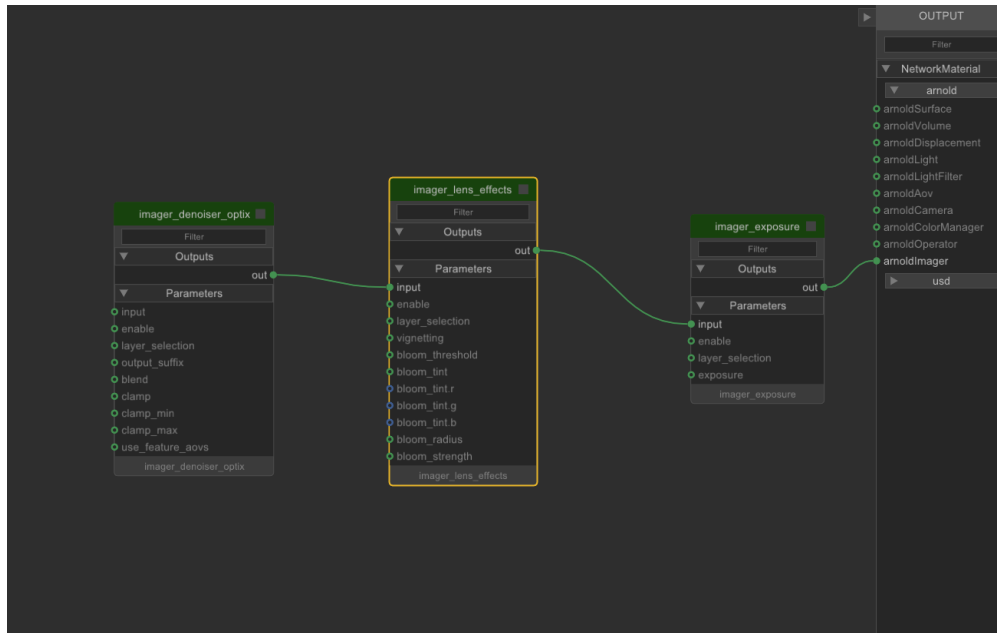 imager_denoiser_optix
Filter
Outputs
out
Parameters
input
enable
layer_selection
output_suffix
blend
clamp
clamp_min
clamp_max
use_feature_aovs
imager_denoiser_optix
imager_lens_effects
Filter
Outputs
out
Parameters
input
enable
layer_selection
vignetting
bloom_threshold
bloom_tint
bloom_tint.r
bloom_tint.g
bloom_tint.b
bloom_radius
bloom_strength
imager_lens_effects
imager_exposure
Filter
Outputs
out
Parameters
input
enable
layer_selection
exposure
imager_exposure
OUTPUT
Filter
NetworkMaterial
arnold
arnoldSurface
arnoldVolume
arnoldDisplacement
arnoldLight
arnoldLightFilter
arnoldAov
arnoldCamera
arnoldColorManager
arnoldOperator
arnoldImager
usd